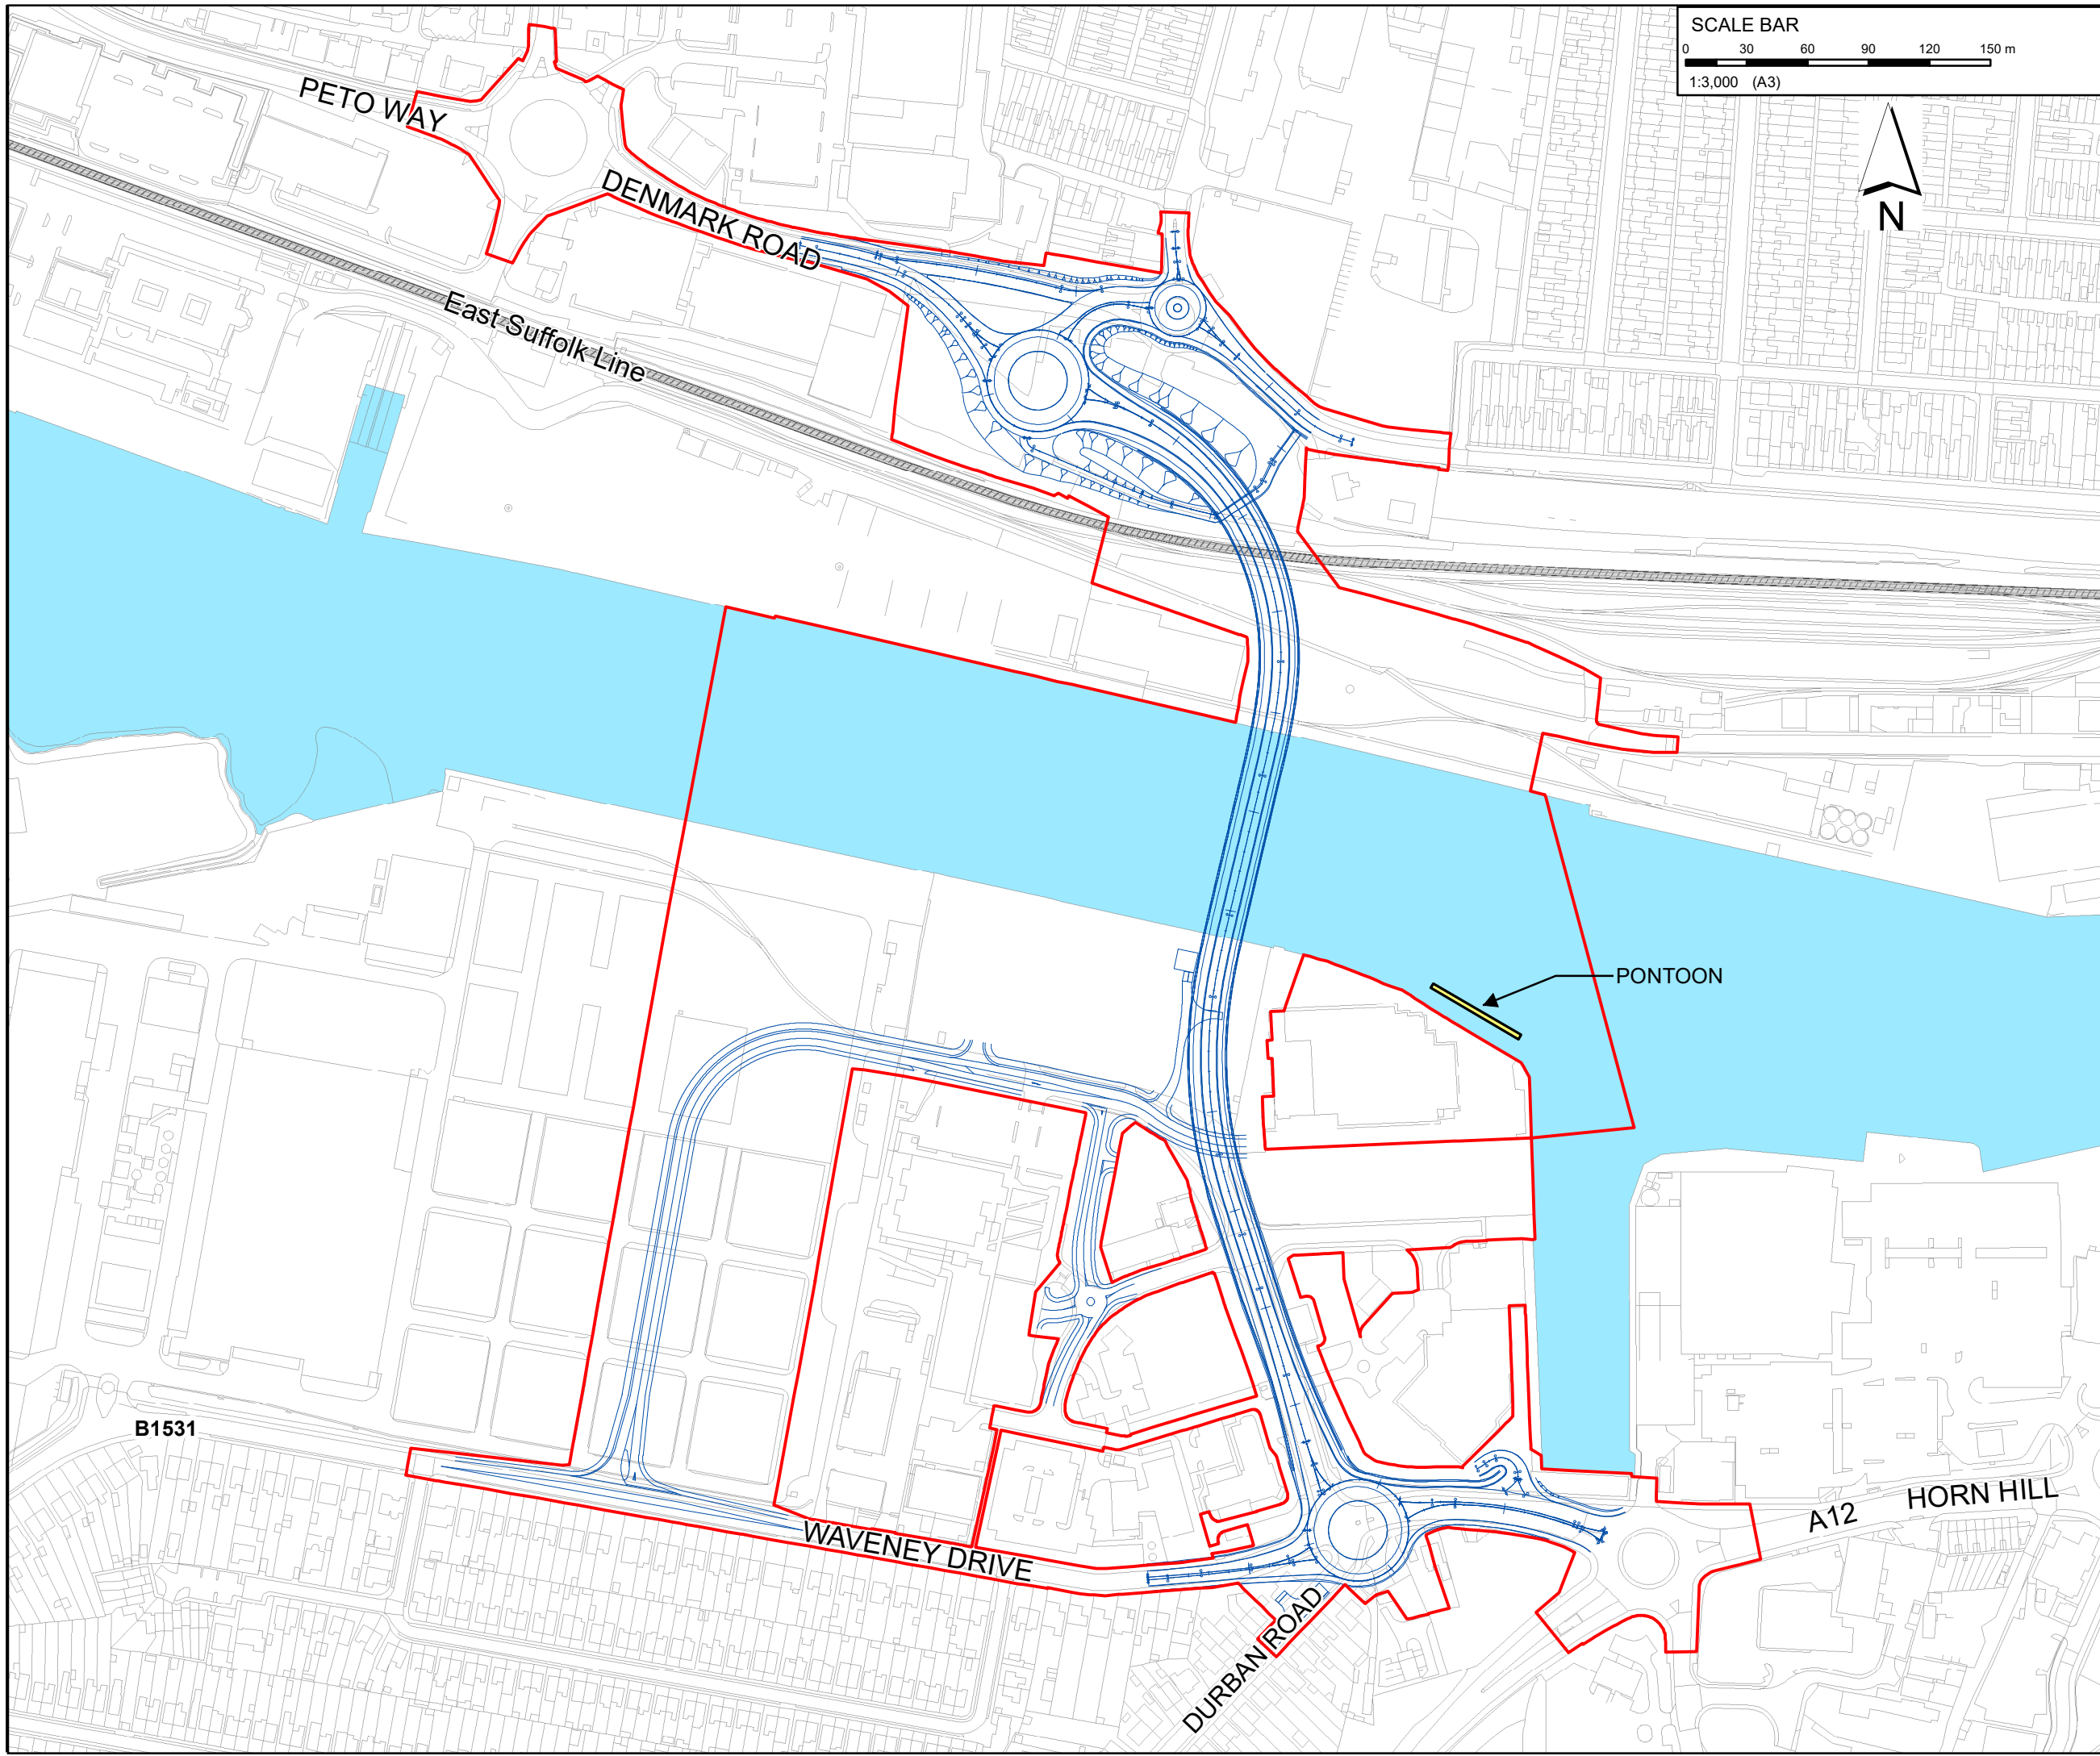 SCALE BAR
0 30 60 90 120 150 m
1:3,000 (A3)
PETO WAY
N
DENMARK ROAD
East Suffolk Line
PONTOON
B1531
HORN HILL
A12
WAVENEY DRIVE
DURBAN ROAD